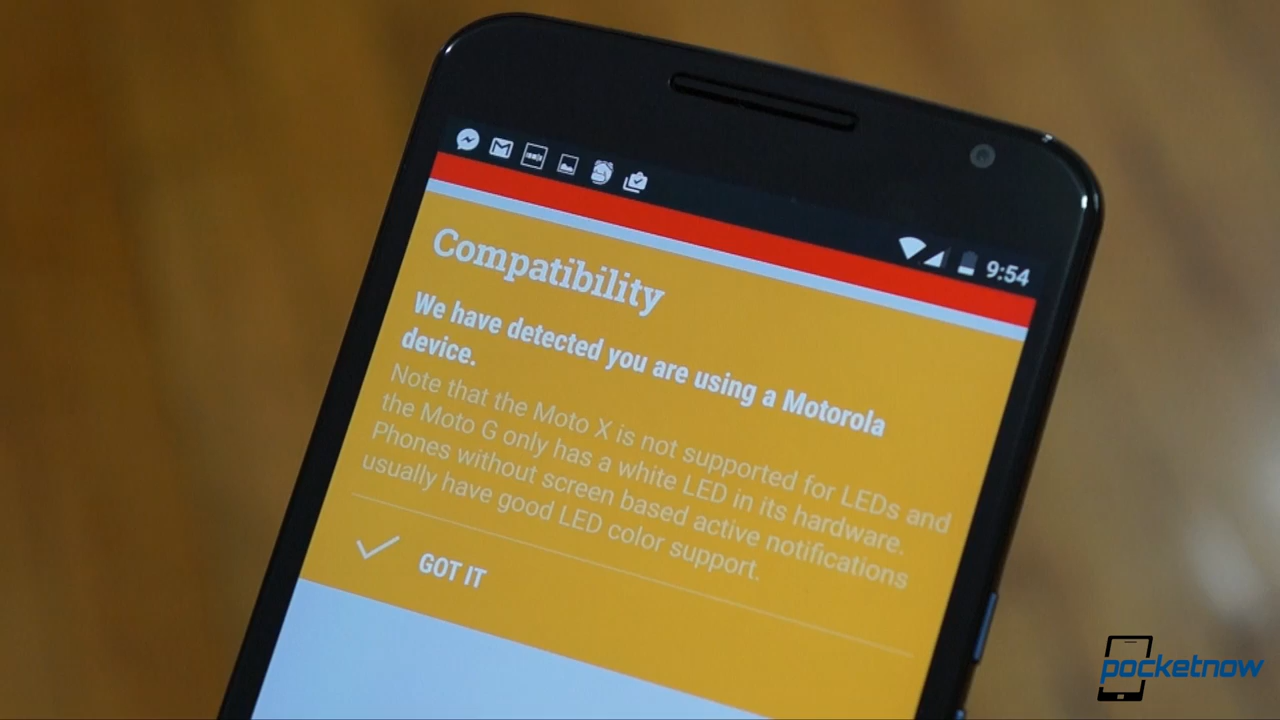 9:54
Compatibility
We have detected you are using a Motorola
device.
Note that the Moto X is not supported for LEDs and
the Moto G only has a white LED in its hardware.
Phones without screen based active notifications
usually have good LED color support.
GOT IT
pocketnow